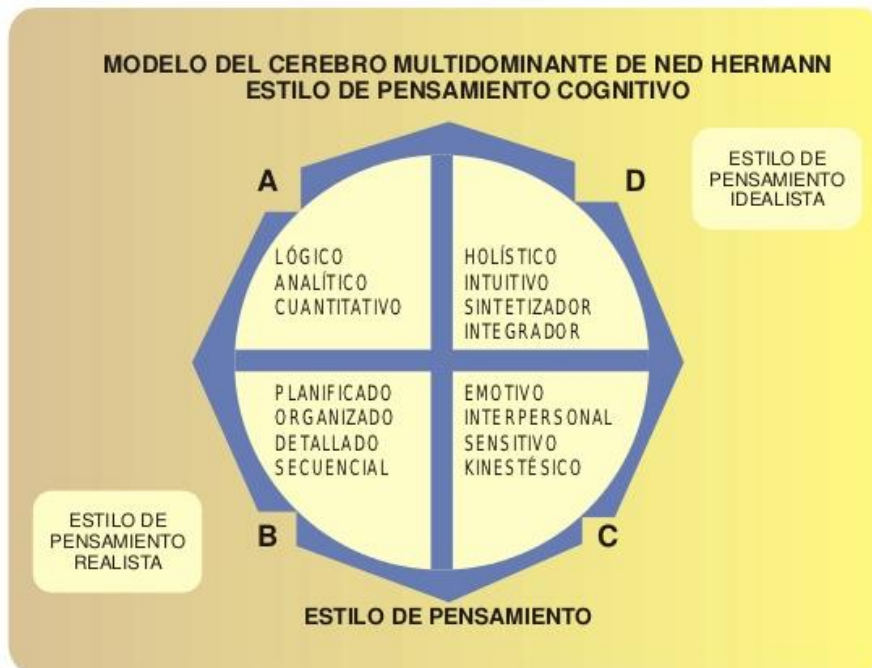 MODELO DEL CEREBRO MULTIDOMINANTE DE NED HERMANN
ESTILO DE PENSAMIENTO COGNITIVO
A
D
ESTILO DE
PENSAMIENTO
IDEALISTA
LÓGICO
ANALÍTICO
CUANTITATIVO
HOLÍSTICO
INTUITIVO
SINTETIZADOR
INTEGRADOR
PLANIFICADO
ORGANIZADO
DETALLADO
SECUENCIAL
EMOTIVO
INTERPERSONAL
SENSITIVO
KINESTÉSICO
ESTILO DE
PENSAMIENTO
REALISTA
B
C
ESTILO DE PENSAMIENTO